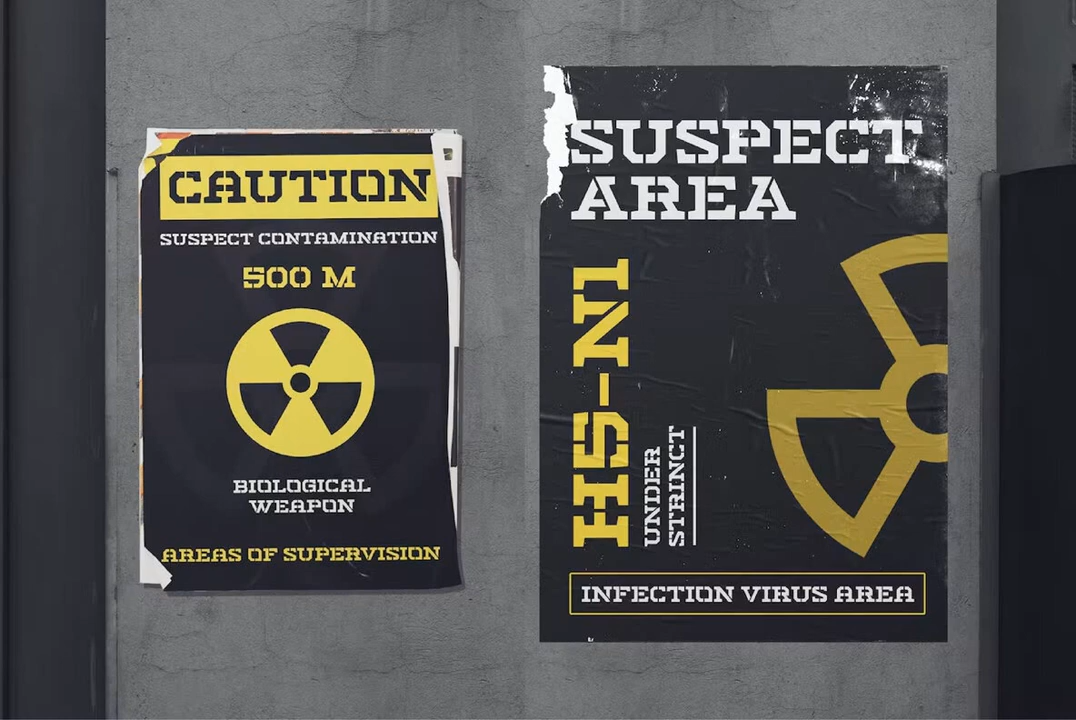 CAUTION
SUSPECT CONTAMINATION
500 M
BIOLOGICAL
WEAPON
AREAS OF SUPERVISION
SUSPECT
AREA
H5-N1
UNDER
STRINCT
INFECTION VIRUS AREA